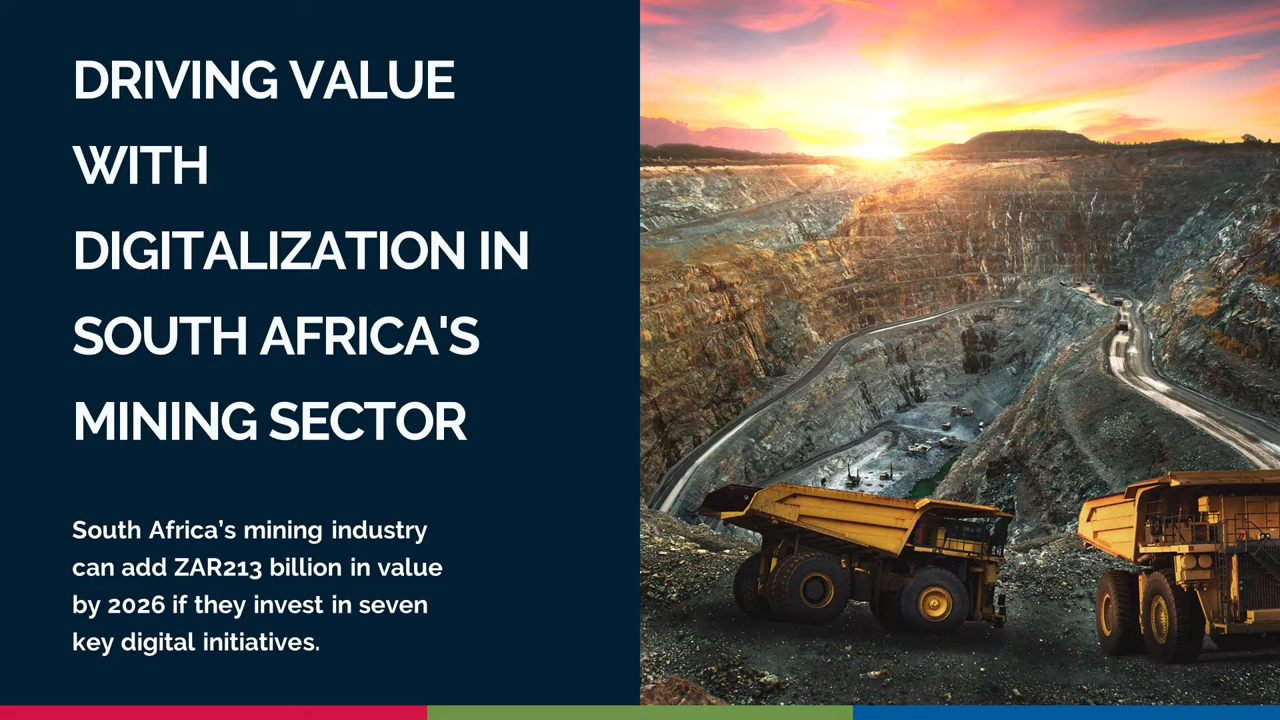 DRIVING VALUE
WITH
DIGITALIZATION IN
SOUTH AFRICA'S
MINING SECTOR
South Africa’s mining industry
can add ZAR213 billion in value
by 2026 if they invest in seven
key digital initiatives.